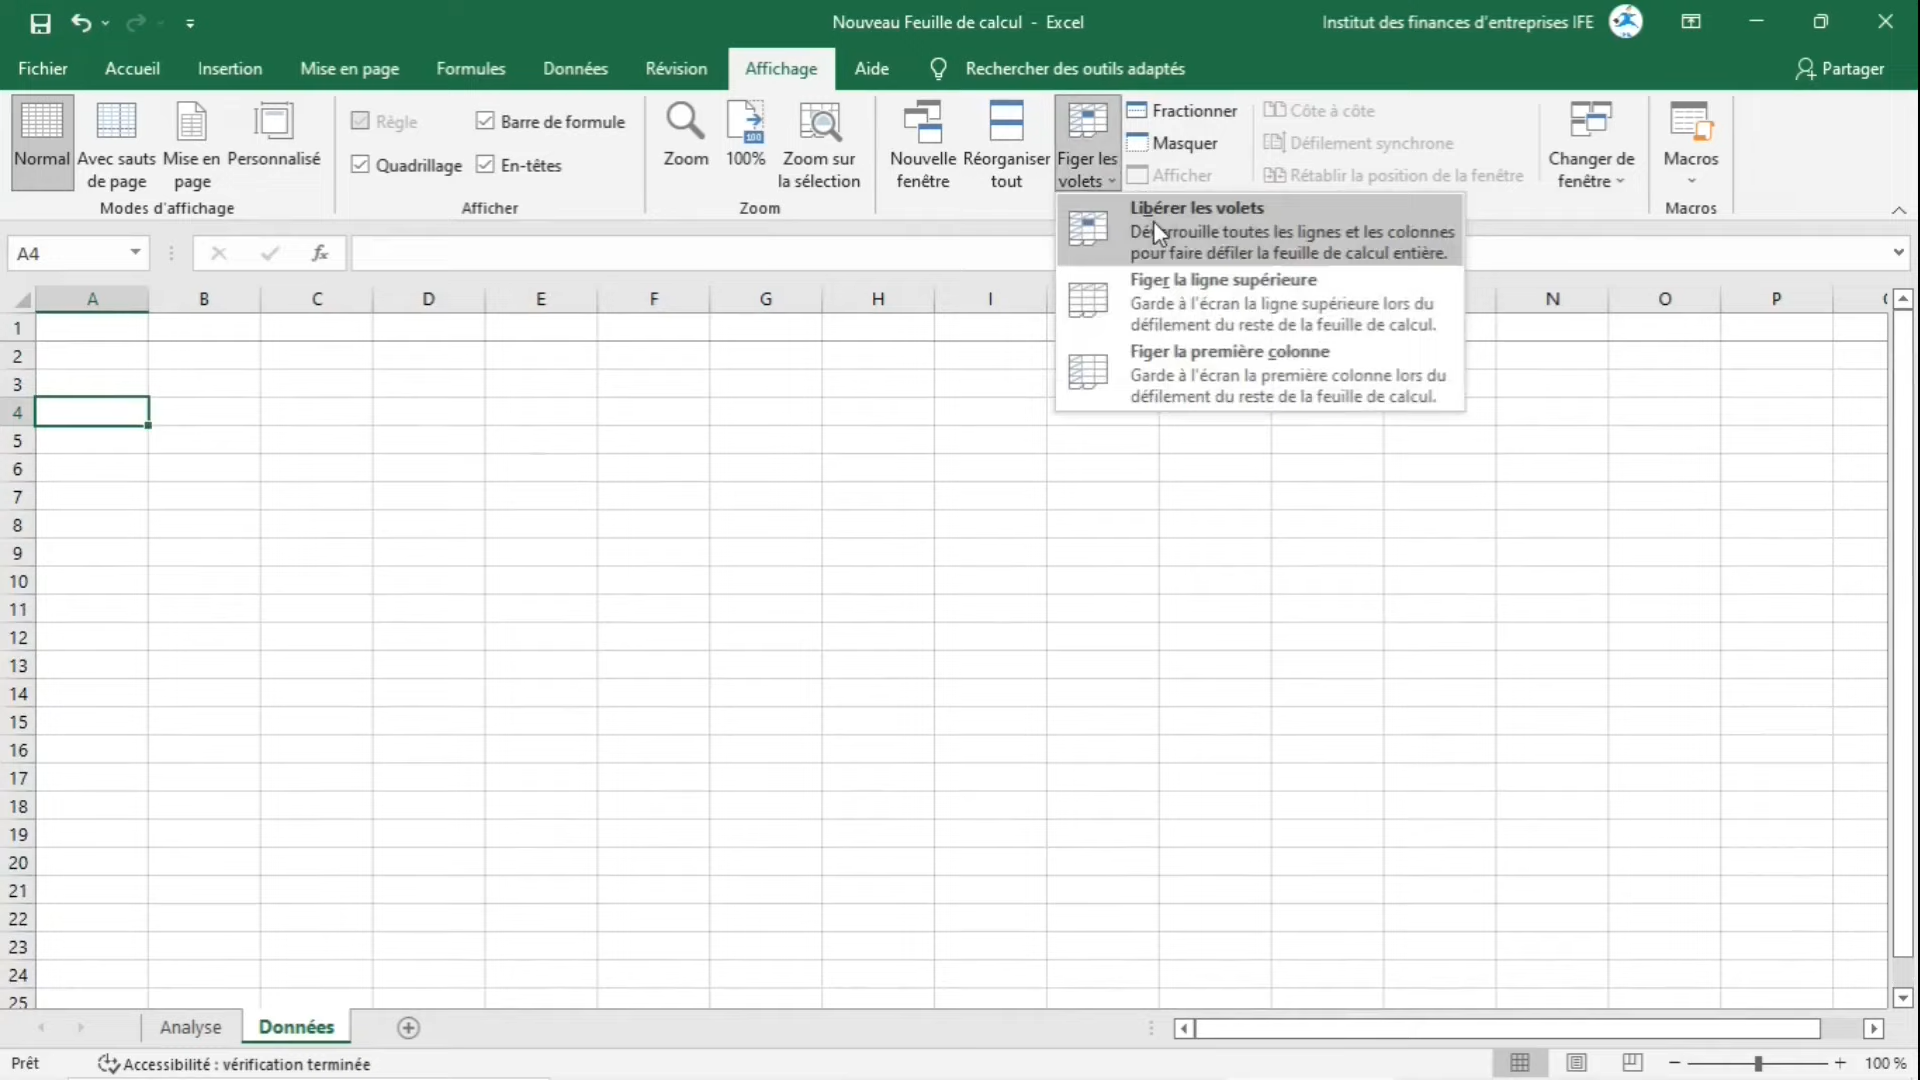 Nouveau Feuille de calcul - Excel
Institut des finances d'entreprises IFE
Fichier Accueil Insertion Mise en page Formules Données Révision Affichage Aide Rechercher des outils adaptés Partager
Normal
Avec sauts
de page
Mise en
page
Personnalisé
Modes d'affichage
Règle
Barre de formule
Quadrillage
En-têtes
Afficher
Zoom
100
100%
Zoom sur
la sélection
Zoom
Nouvelle
fenêtre
Réorganiser
tout
Figer les
volets
Fractionner
Masquer
Afficher
Côte à côte
Défilement synchrone
Rétablir la position de la fenêtre
Changer de
fenêtre
Macros
Macros
Libérer les volets
Déverrouille toutes les lignes et les colonnes
pour faire défiler la feuille de calcul entière.
Figer la ligne supérieure
Garde à l'écran la ligne supérieure lors du
défilement du reste de la feuille de calcul.
Figer la première colonne
Garde à l'écran la première colonne lors du
défilement du reste de la feuille de calcul.
A4
fx
A B C D E F G H I N O P
1
2
3
4
5
6
7
8
9
10
11
12
13
14
15
16
17
18
19
20
21
22
23
24
25
Analyse Données
Prêt
Accessibilité : vérification terminée
100 %